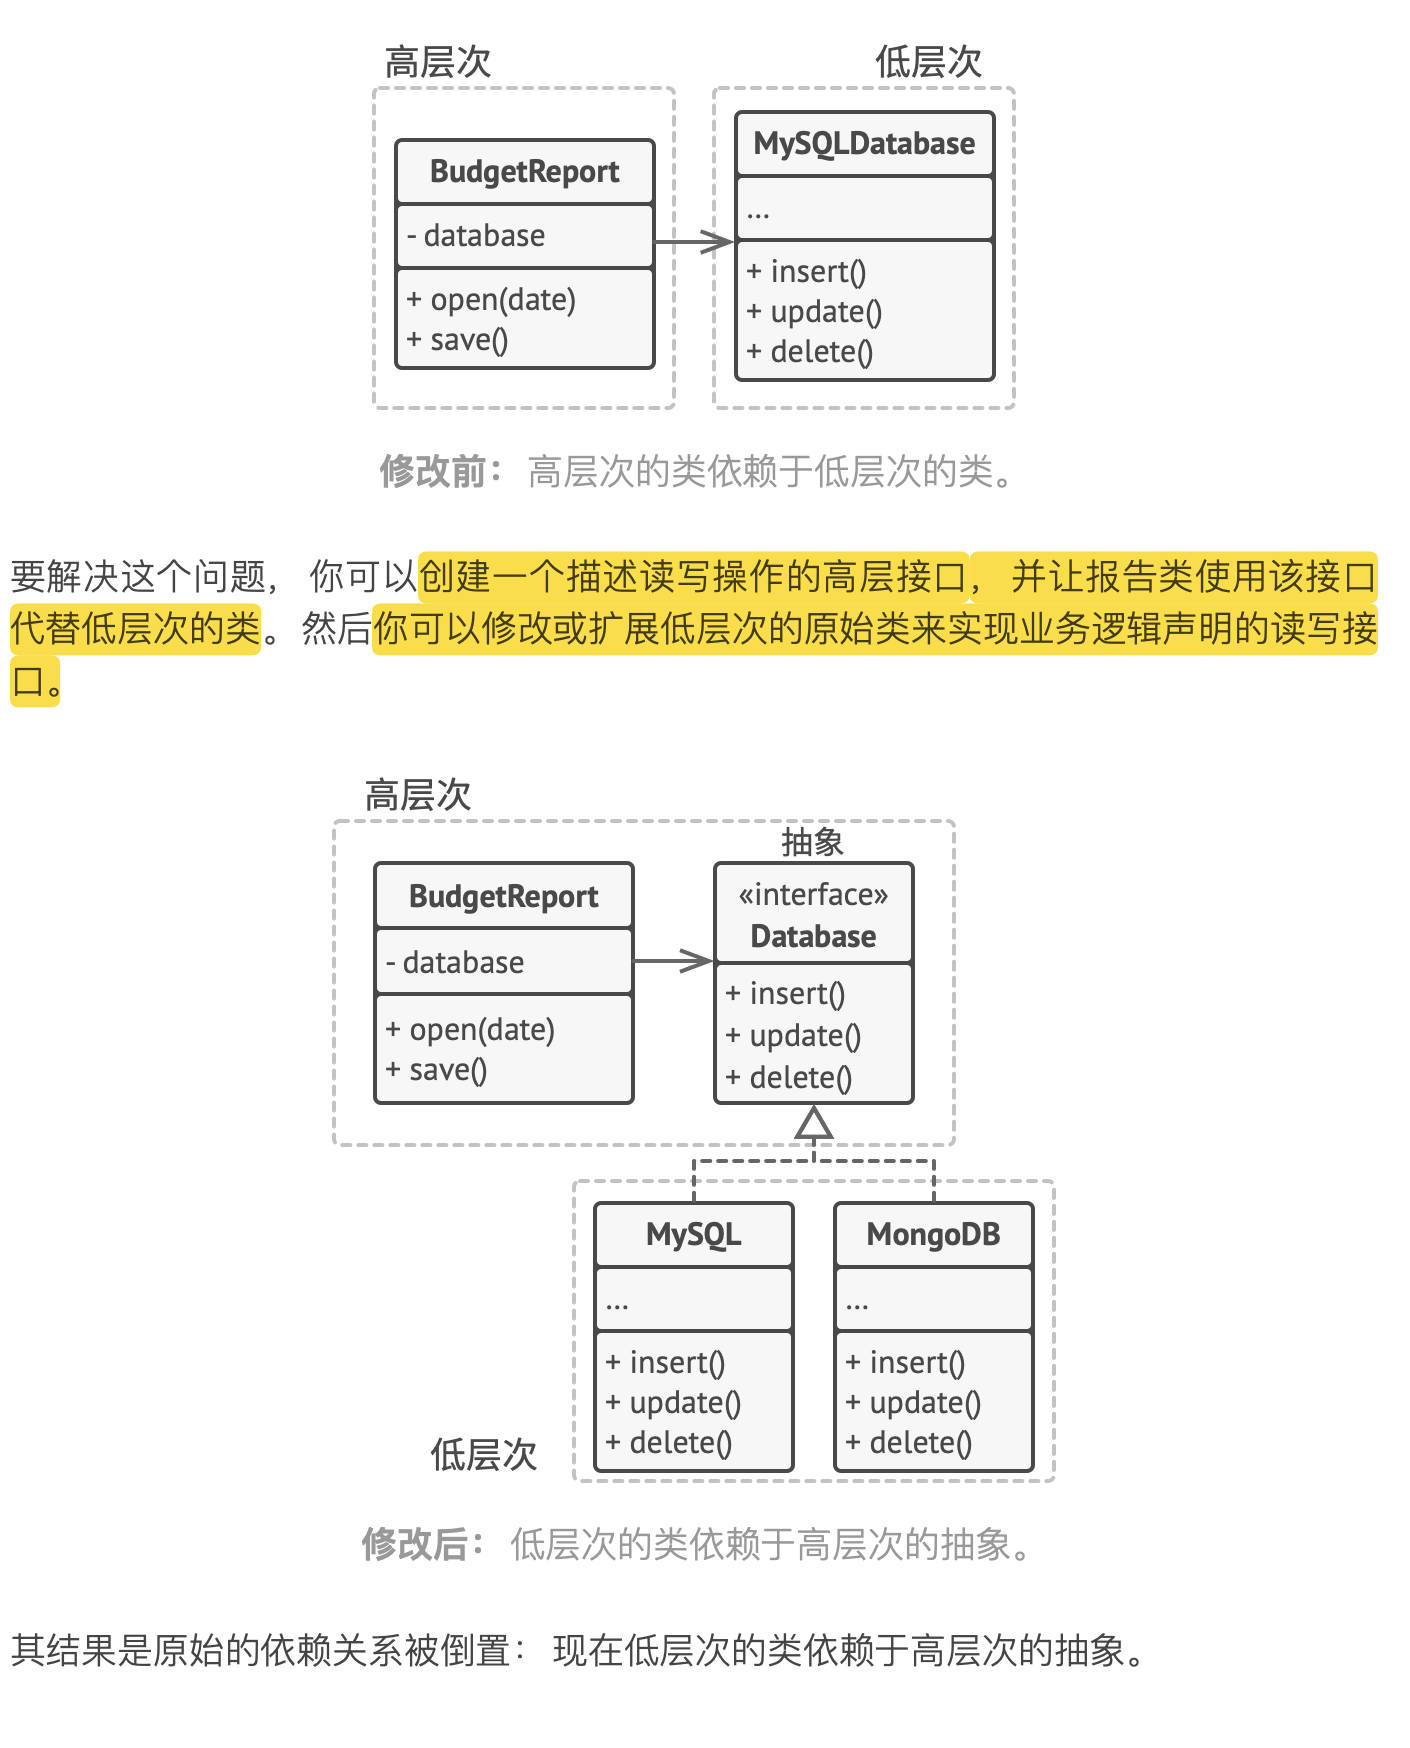 高层次
低层次
BudgetReport
- database
+ open(date)
+ save()
MySQLDatabase
...
+ insert()
+ update()
+ delete()
修改前： 高层次的类依赖于低层次的类。
要解决这个问题， 你可以创建一个描述读写操作的高层接口， 并让报告类使用该接口
代替低层次的类。 然后你可以修改或扩展低层次的原始类来实现业务逻辑声明的读写接
口。
高层次
抽象
BudgetReport
- database
+ open(date)
+ save()
«interface»
Database
+ insert()
+ update()
+ delete()
MySQL
...
+ insert()
+ update()
+ delete()
MongoDB
...
+ insert()
+ update()
+ delete()
低层次
修改后： 低层次的类依赖于高层次的抽象。
其结果是原始的依赖关系被倒置： 现在低层次的类依赖于高层次的抽象。